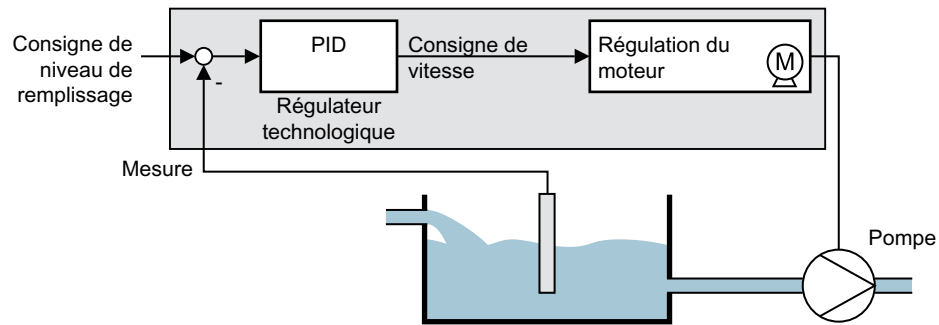 Consigne de
niveau de
remplissage
-
PID
Régulateur
technologique
Consigne de
vitesse
Régulation du
moteur
M
Mesure
Pompe